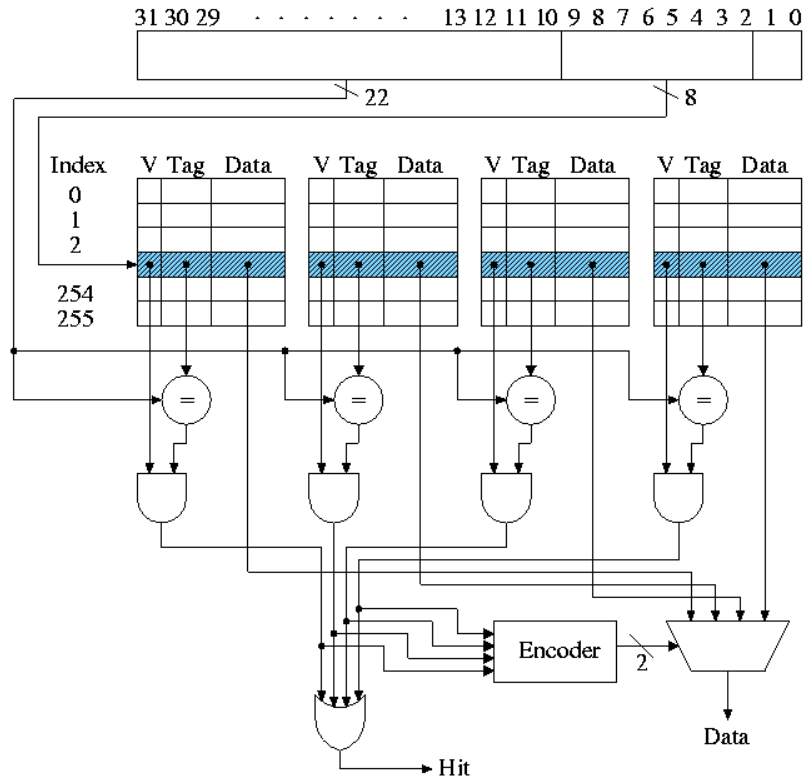 31 30 29 · · · · · · · 13 12 11 10 9 8 7 6 5 4 3 2 1 0
22
8
Index V Tag Data V Tag Data V Tag Data V Tag Data
0
1
2
254
255
= = = =
Encoder
2
Data
Hit